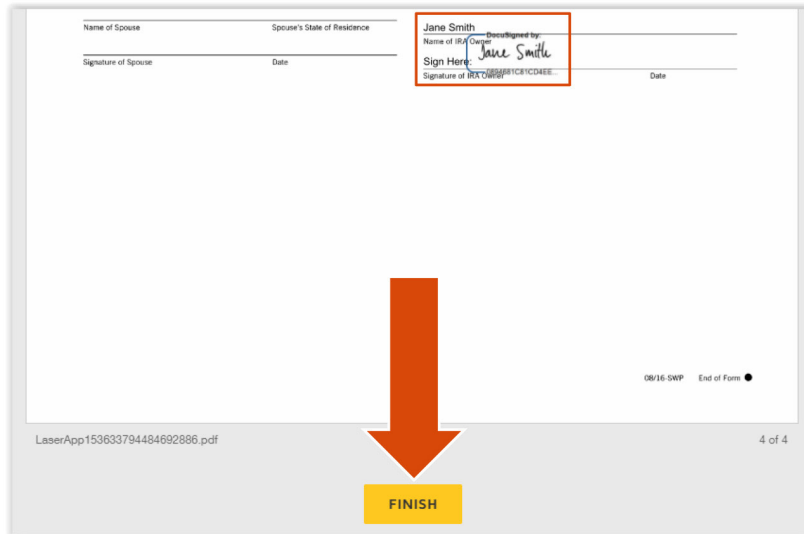 Name of Spouse Spouse's State of Residence
Signature of Spouse Date
Jane Smith
DocuSigned by:
Name of IRA Owner
Jane Smith
Sign Here:
0894681C81CD4EE...
Signature of IRA Owner Date
08/16-SWP End of Form
LaserApp153633794484692886.pdf 4 of 4
FINISH